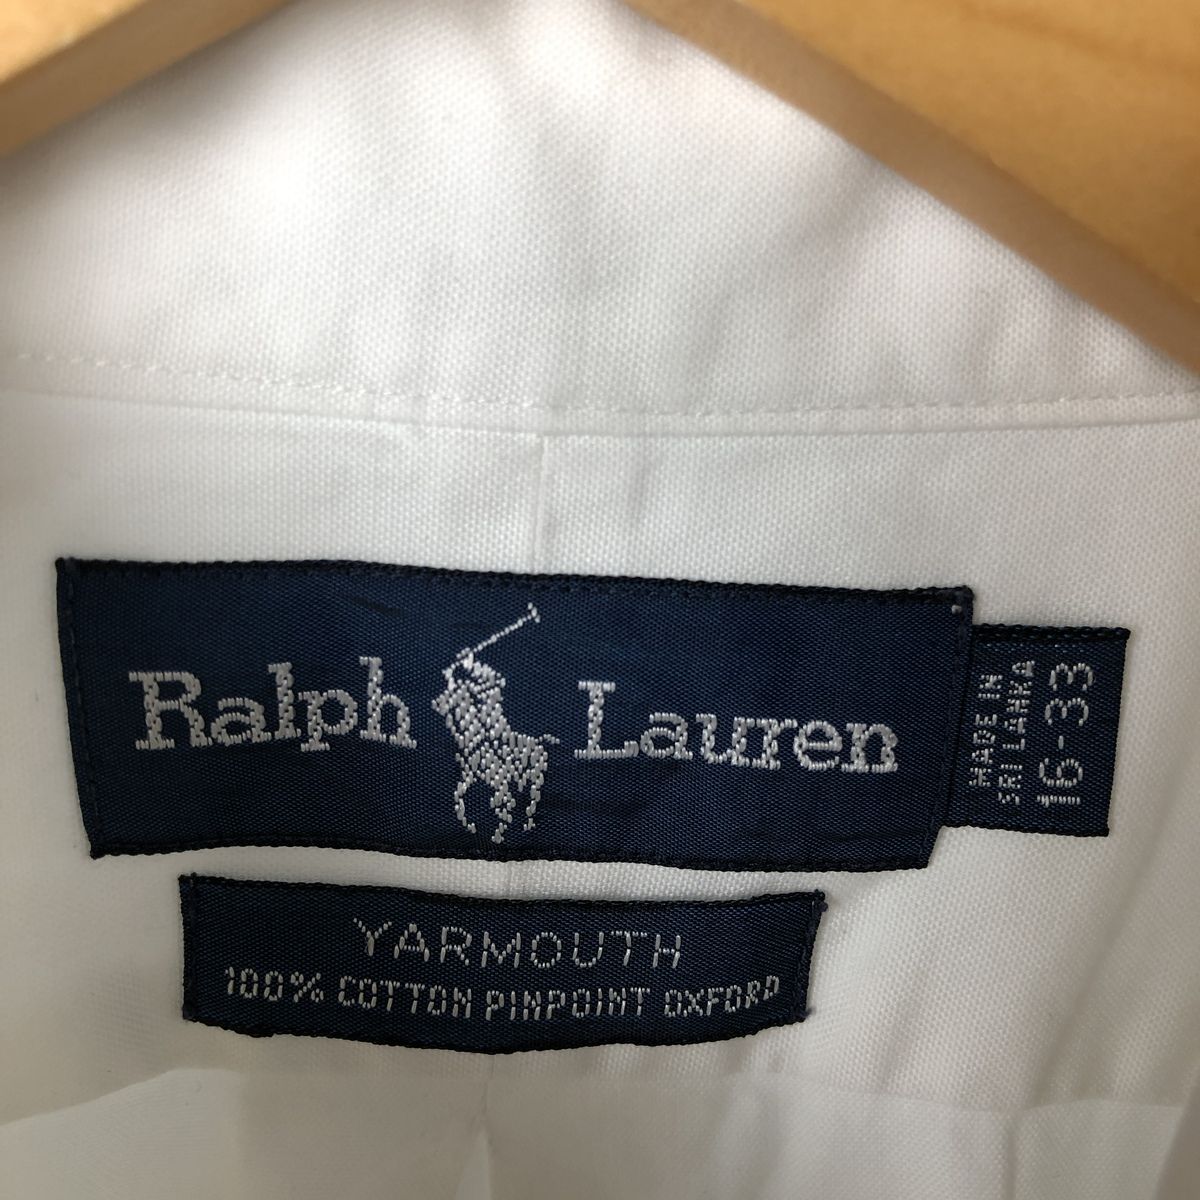 Ralph Lauren
MADE IN
SRI LANKA
16-33
YARMOUTH
100% COTTON PINPOINT OXFORD